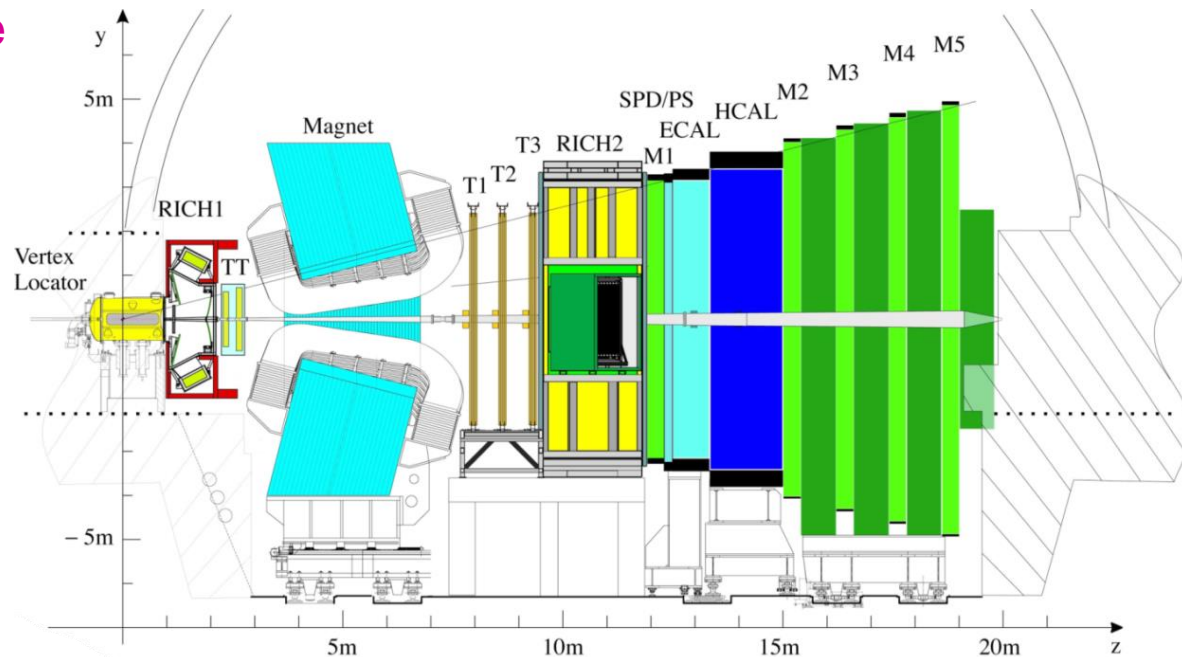 e
y
5m
Magnet
RICH1
Vertex
Locator
TT
T1
T2
T3
RICH2
M1
SPD/PS
ECAL
HCAL
M2
M3
M4
M5
− 5m
5m
10m
15m
20m
z